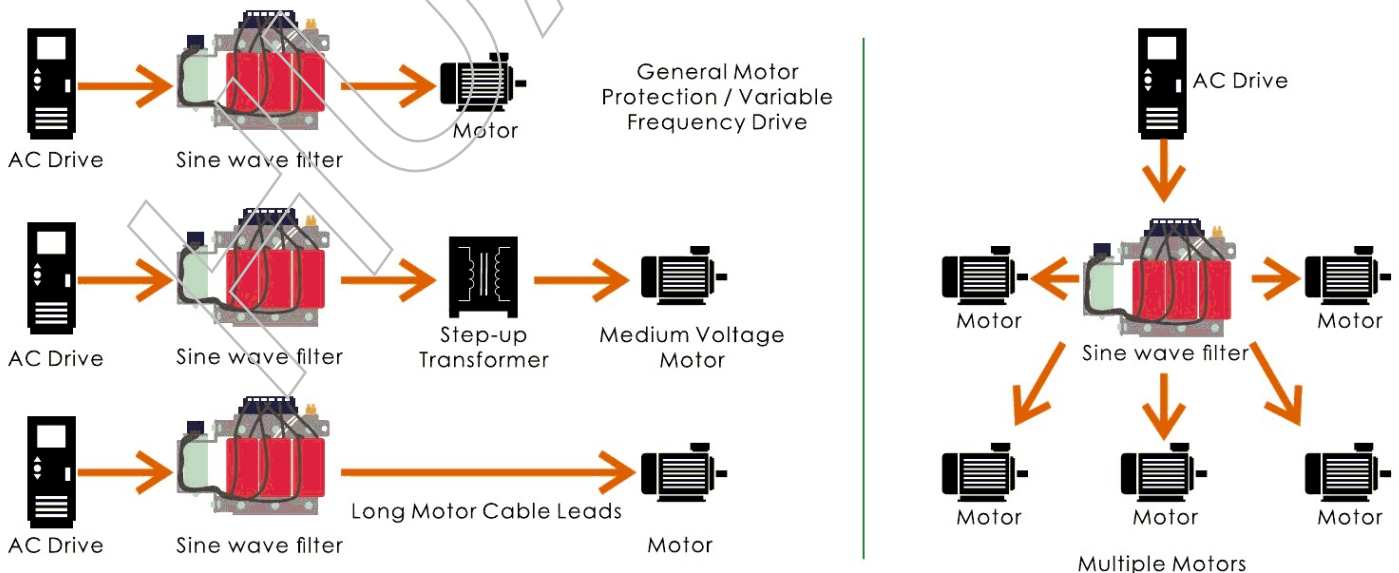 General Motor
Protection / Variable
Frequency Drive
Motor
AC Drive
Sine wave filter
AC Drive
Sine wave filter
Step-up
Transformer
Medium Voltage
Motor
Long Motor Cable Leads
AC Drive
Sine wave filter
Motor
AC Drive
Motor
Motor
Sine wave filter
Motor
Motor
Motor
Multiple Motors